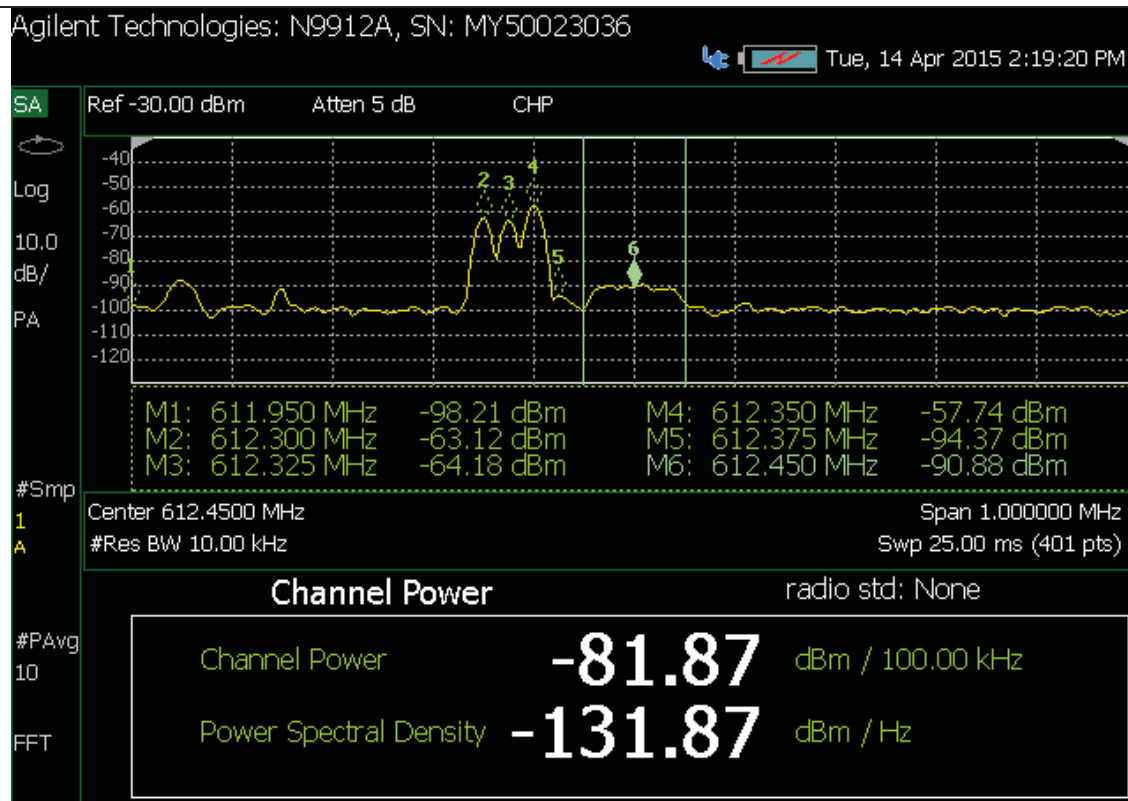 Agilent Technologies: N9912A, SN: MY50023036
Tue, 14 Apr 2015 2:19:20 PM
SA
Ref -30.00 dBm Atten 5 dB CHP
Log
10.0
dB/
PA
-40
-50
-60
-70
-80
-90
-100
-110
-120
1
2
3
4
5
6
M1: 611.950 MHz -98.21 dBm M4: 612.350 MHz -57.74 dBm
M2: 612.300 MHz -63.12 dBm M5: 612.375 MHz -94.37 dBm
M3: 612.325 MHz -64.18 dBm M6: 612.450 MHz -90.88 dBm
#Smp
1
A
Center 612.4500 MHz Span 1.000000 MHz
#Res BW 10.00 kHz Swp 25.00 ms (401 pts)
Channel Power radio std: None
#PAvg
10
Channel Power -81.87 dBm / 100.00 kHz
Power Spectral Density -131.87 dBm / Hz
FFT